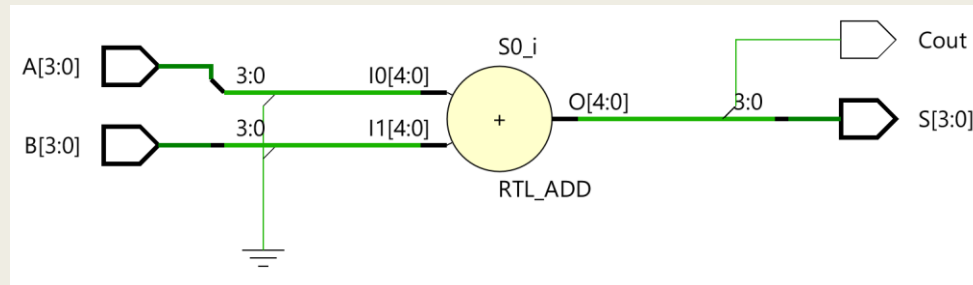 S0_i
Cout
A[3:0]
3:0
I0[4:0]
O[4:0]
3:0
S[3:0]
+
B[3:0]
3:0
I1[4:0]
RTL_ADD